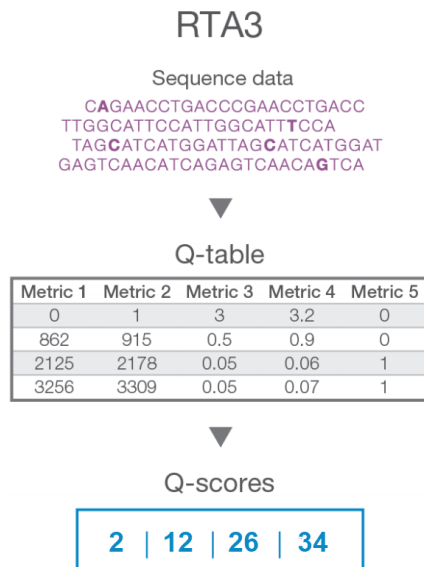 RTA3
Sequence data
CAGAACCTGACCCGAACCTGACC
TTGGCATTCCATTGGCATTTCCA
TAGCATCATGGATTAGCATCATGGAT
GAGTCAACATCAGAGTCAACAGTCA
Q-table
Metric 1 Metric 2 Metric 3 Metric 4 Metric 5
0 1 3 3.2 0
862 915 0.5 0.9 0
2125 2178 0.05 0.06 1
3256 3309 0.05 0.07 1
Q-scores
2 | 12 | 26 | 34